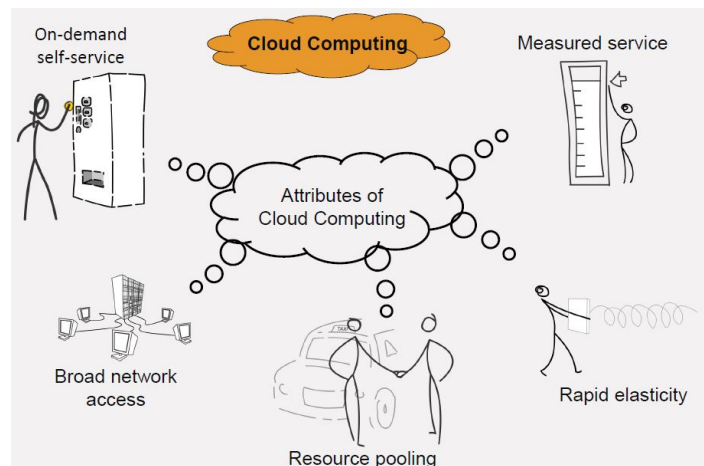 Cloud Computing
On-demand
self-service
Measured service
Attributes of
Cloud Computing
Broad network
access
TAXI
Resource pooling
Rapid elasticity